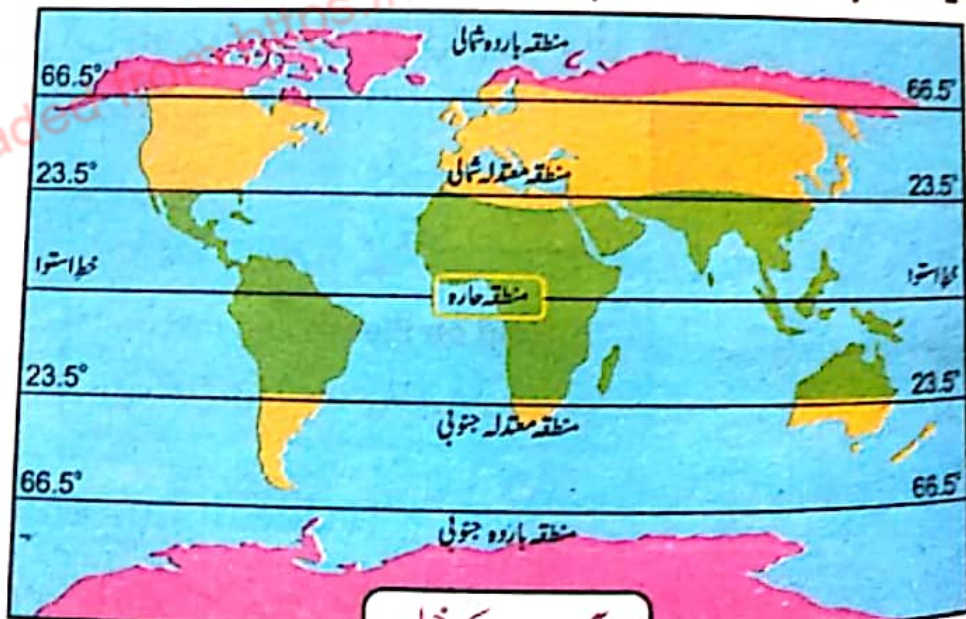 منطقہ باردہ شمالی
66.5° 66.5°
منطقہ معتدلہ شمالی
23.5° 23.5°
خط استوا خط استوا
منطقہ حارہ
23.5° 23.5°
منطقہ معتدلہ جنوبی
66.5° 66.5°
منطقہ باردہ جنوبی